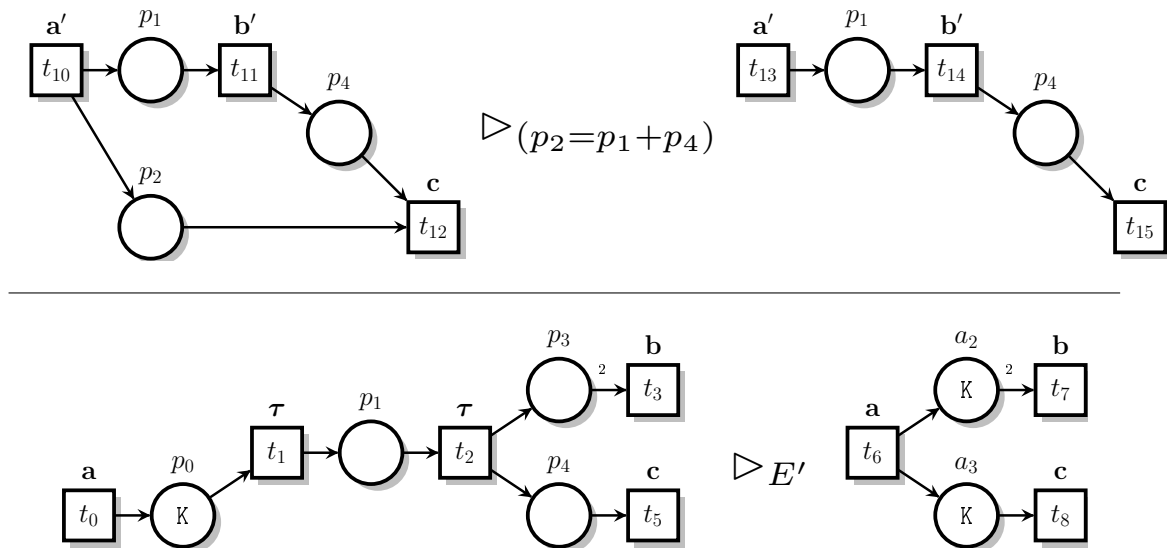 a′ p₁ b′ a′ p₁ b′
t₁₀ t₁₁ t₁₃ t₁₄
p₄ p₄
▷(p₂=p₁+p₄)
p₂ c c
t₁₂ t₁₅
p₃ b a₂ b
2 t₃ K 2 t₇
τ p₁ τ a
t₁ t₂ t₆
▷E′
a p₀ p₄ c a₃ c
t₀ K t₅ K t₈